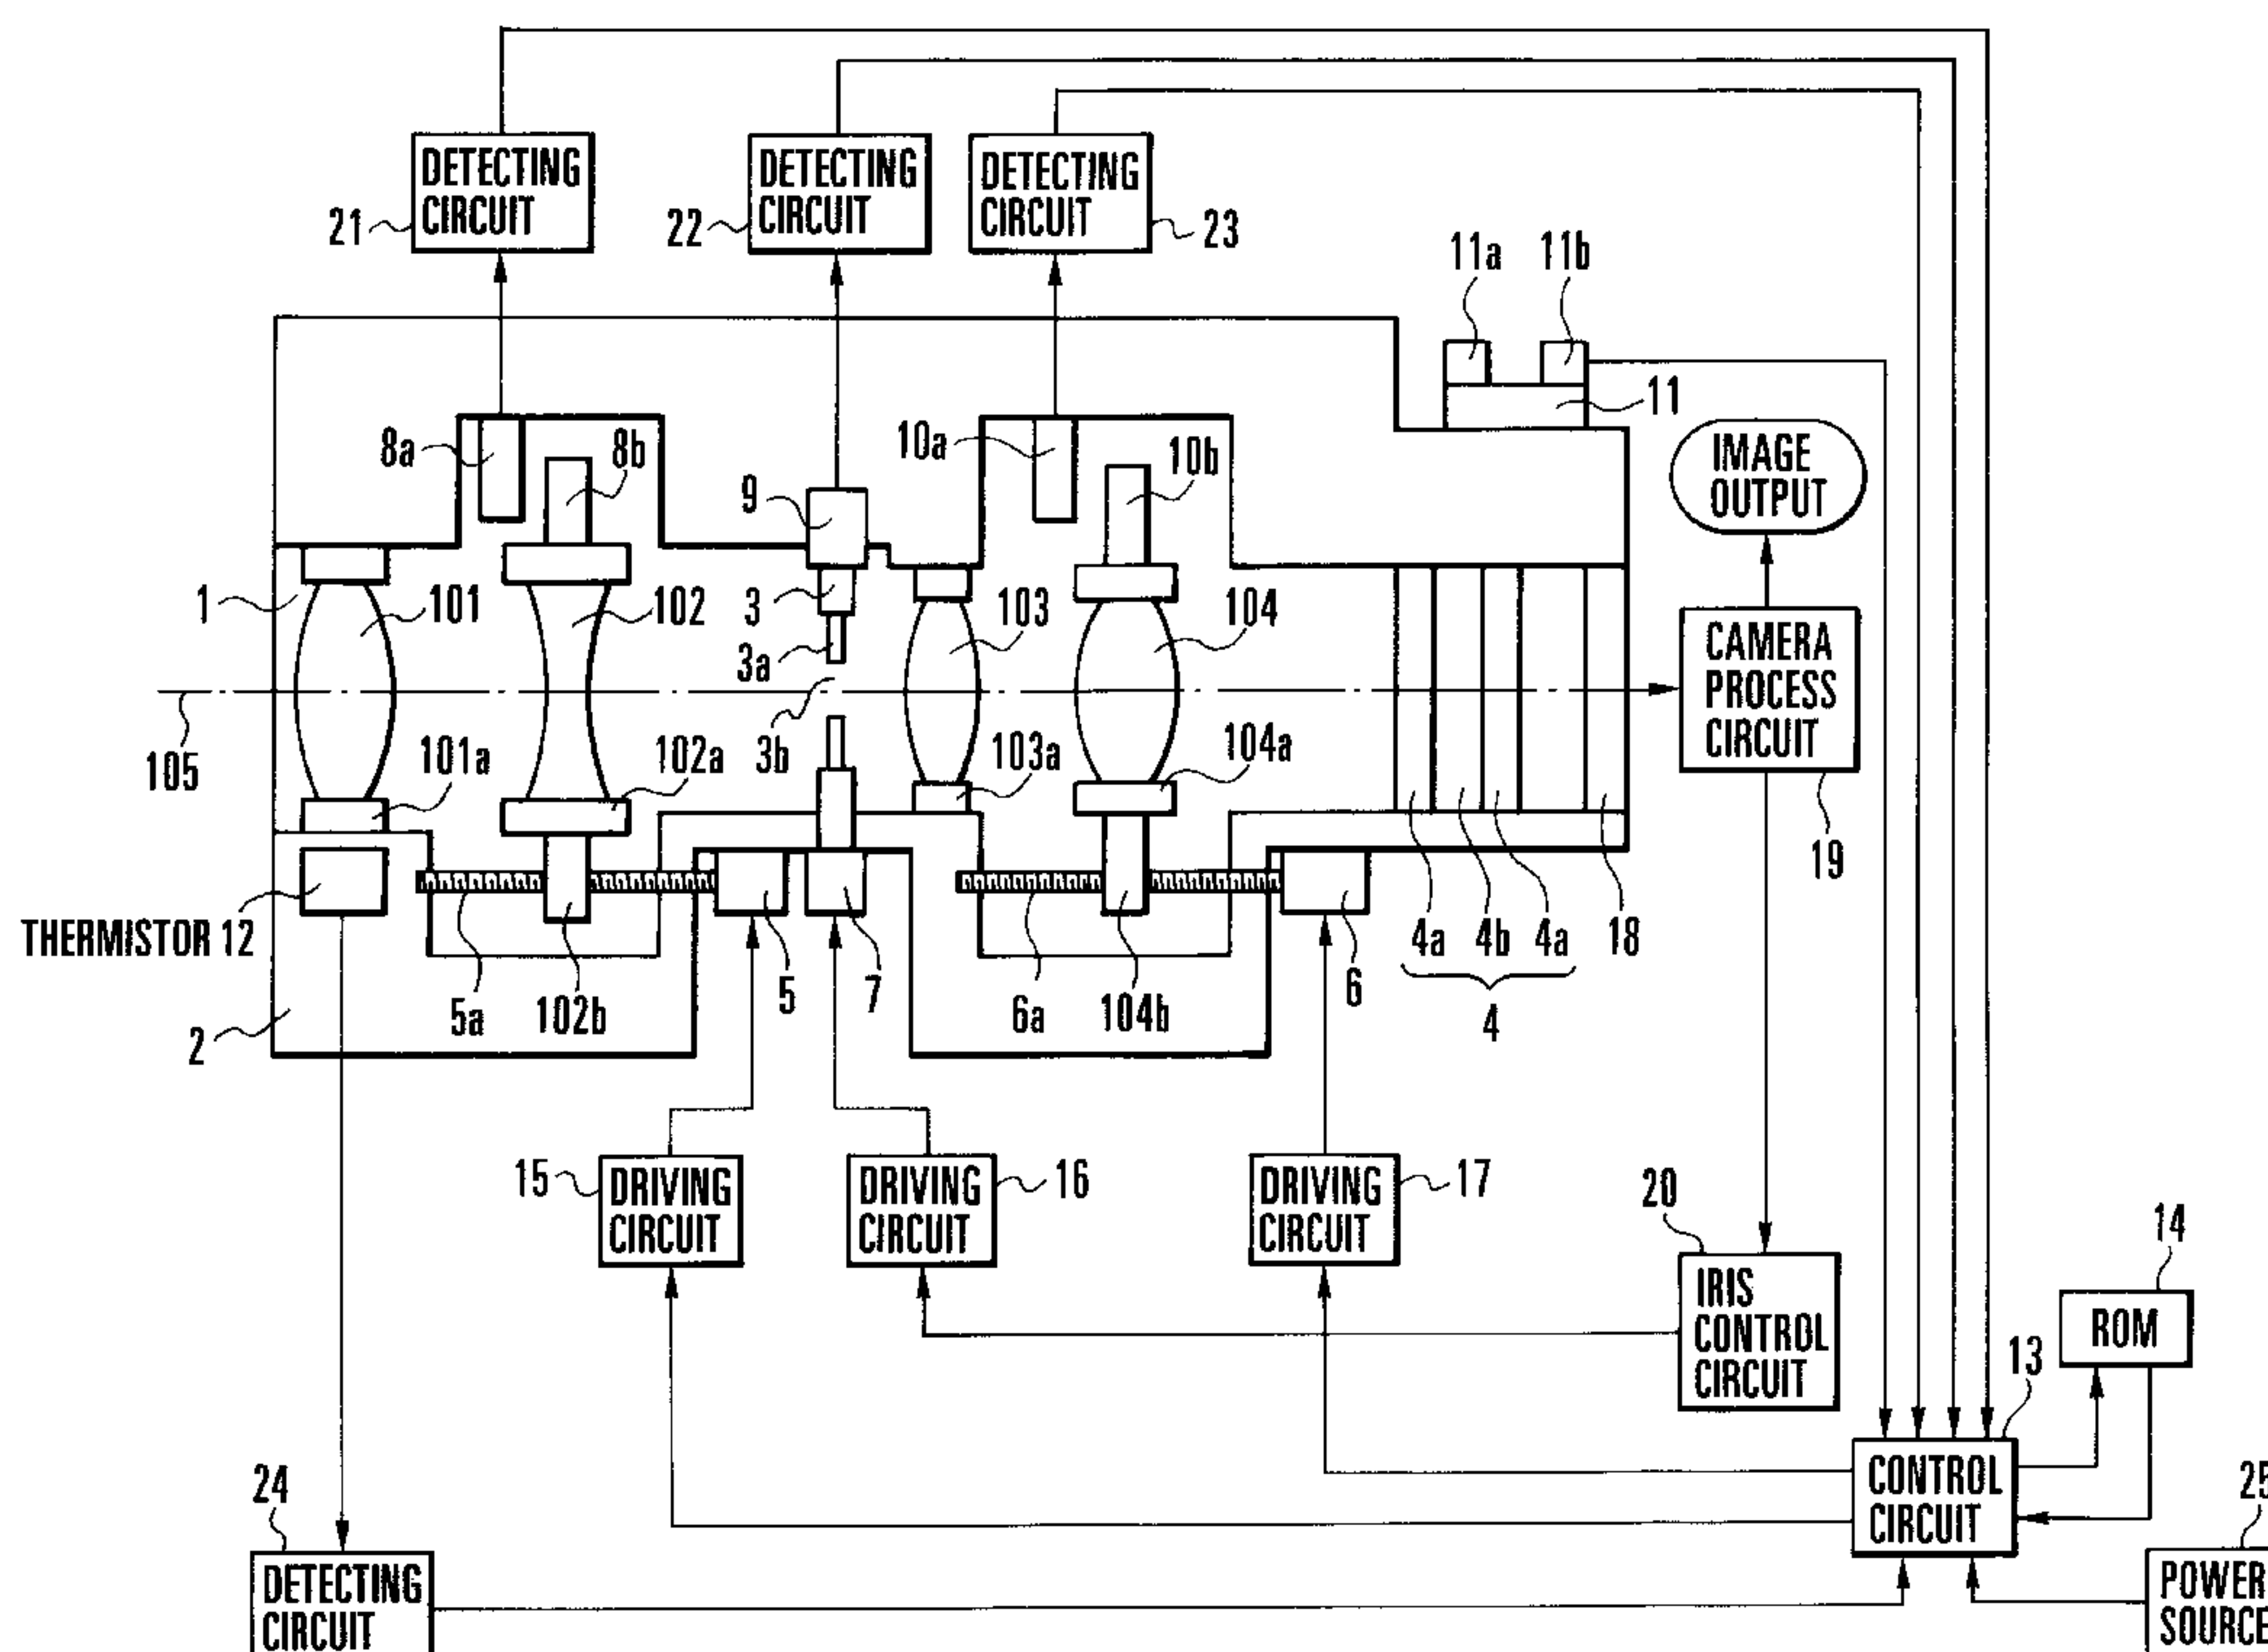 DETECTING
CIRCUIT
21
DETECTING
CIRCUIT
22
DETECTING
CIRCUIT
23
11a
11b
11
8a
8b
9
10a
10b
IMAGE
OUTPUT
1
101
102
3
3a
103
104
CAMERA
PROCESS
CIRCUIT
19
105
101a
102a
3b
103a
104a
THERMISTOR 12
5a
102b
5
7
6a
104b
6
4a
4b
4a
18
4
2
15
DRIVING
CIRCUIT
DRIVING
CIRCUIT
16
DRIVING
CIRCUIT
17
20
IRIS
CONTROL
CIRCUIT
14
ROM
13
CONTROL
CIRCUIT
24
DETECTING
CIRCUIT
25
POWER
SOURCE